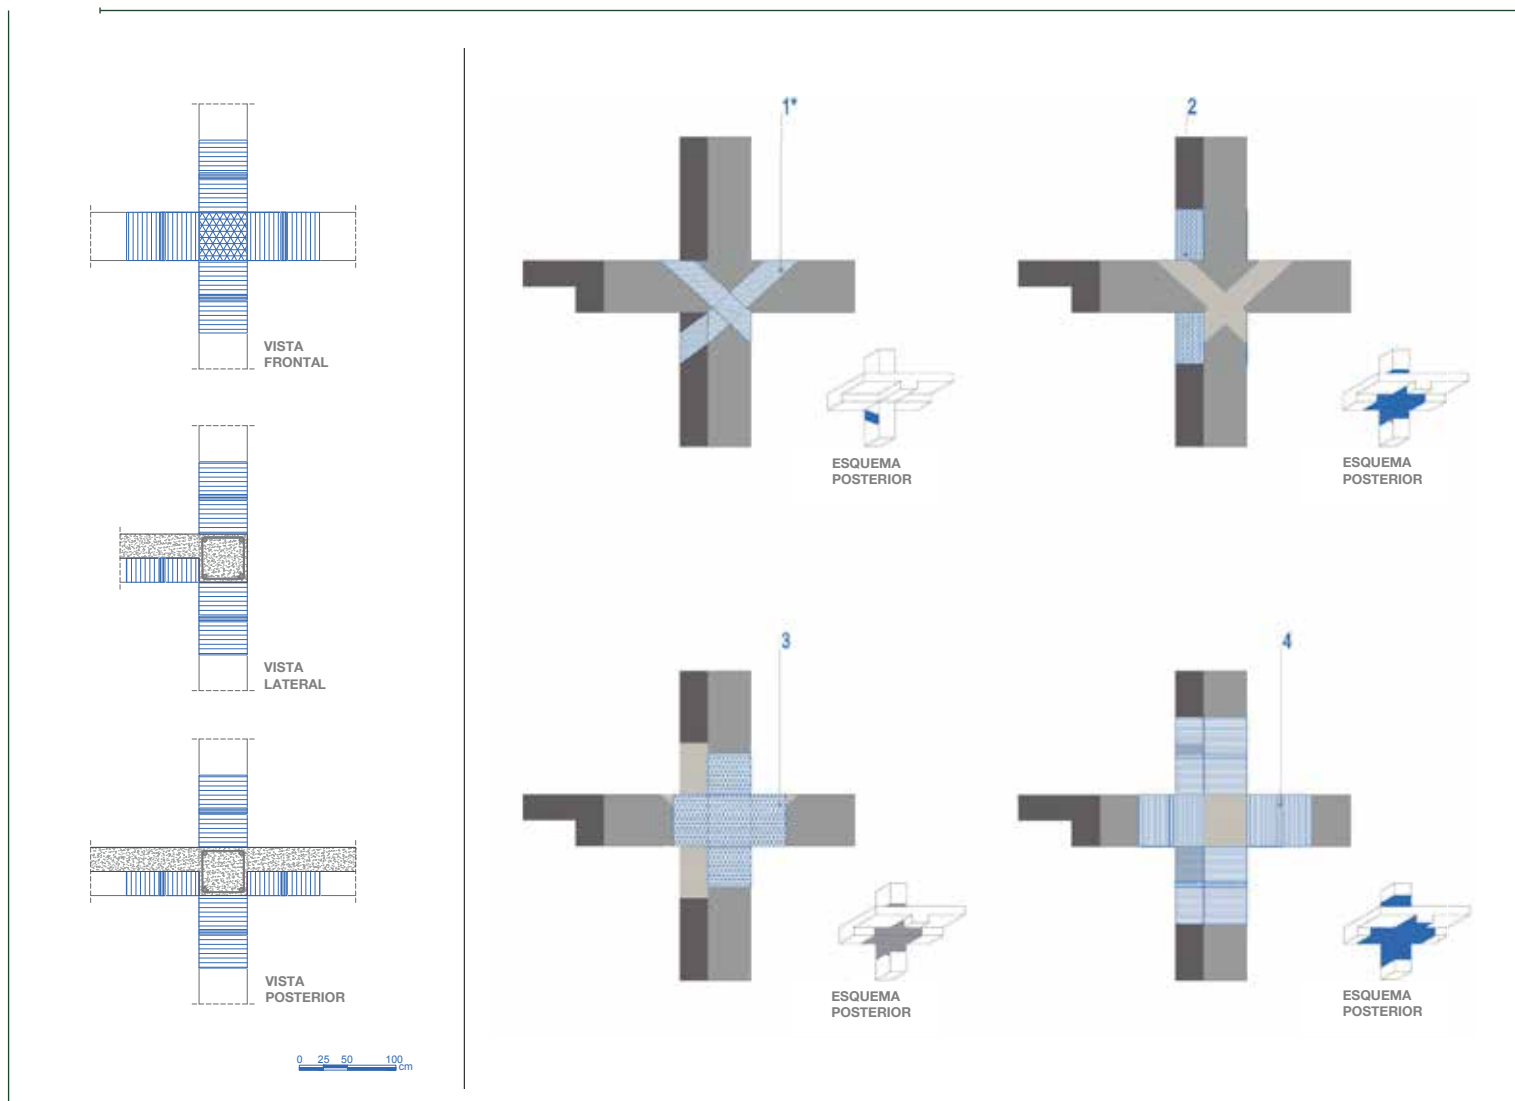 VISTA
FRONTAL
VISTA
LATERAL
VISTA
POSTERIOR
0 25 50 100
cm
1*
ESQUEMA
POSTERIOR
2
ESQUEMA
POSTERIOR
3
ESQUEMA
POSTERIOR
4
ESQUEMA
POSTERIOR